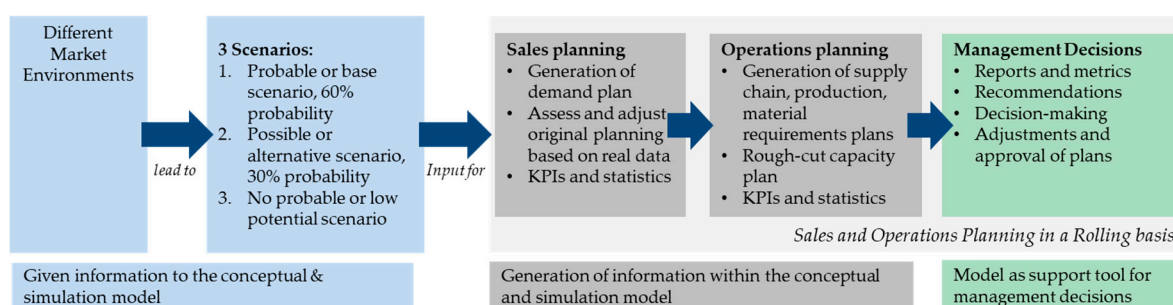 Different
Market
Environments
lead to
3 Scenarios:
1. Probable or base
scenario, 60%
probability
2. Possible or
alternative scenario,
30% probability
3. No probable or low
potential scenario
Input for
Sales planning
• Generation of
demand plan
• Assess and adjust
original planning
based on real data
• KPIs and statistics
Operations planning
• Generation of supply
chain, production,
material
requirements plans
• Rough-cut capacity
plan
• KPIs and statistics
Management Decisions
• Reports and metrics
• Recommendations
• Decision-making
• Adjustments and
approval of plans
Sales and Operations Planning in a Rolling basis
Given information to the conceptual &
simulation model
Generation of information within the conceptual
and simulation model
Model as support tool for
management decisions